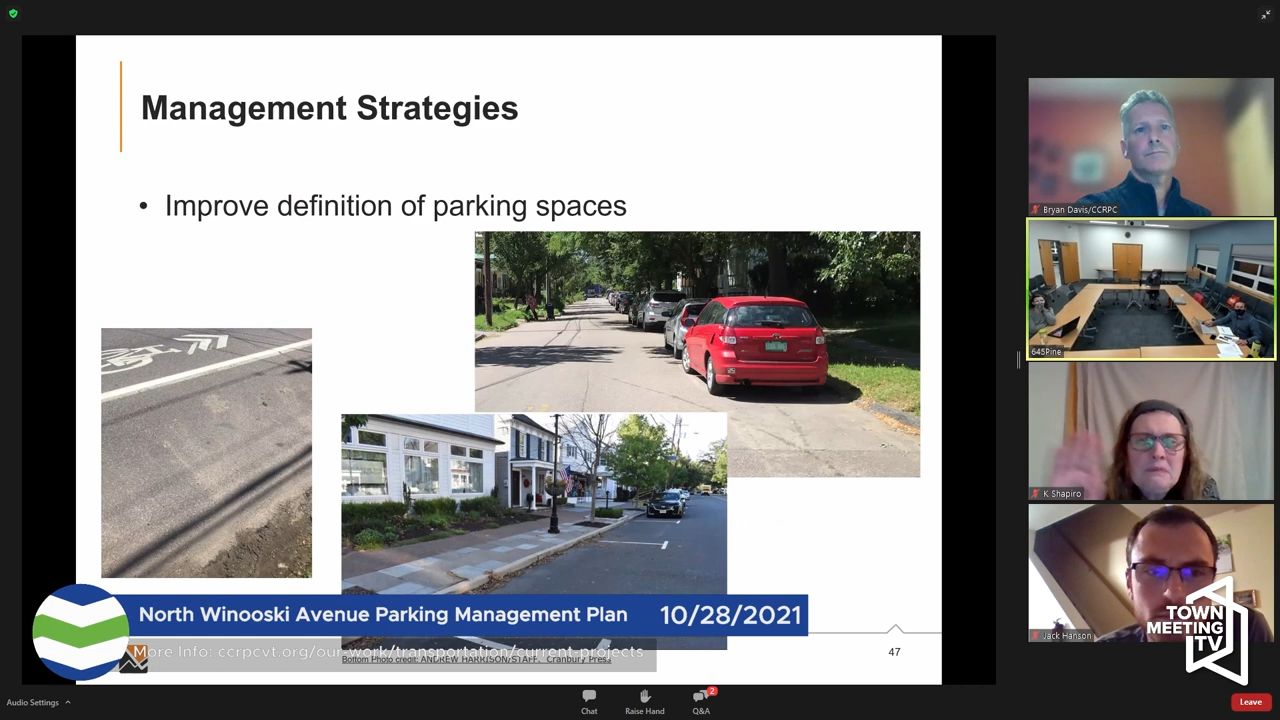 Management Strategies
• Improve definition of parking spaces
Bryan Davis/CCRPC
645Pine
K Shapiro
Jack Hanson
TOWN
MEETING
TV
North Winooski Avenue Parking Management Plan 10/28/2021
More Info: ccrpcvt.org/our-work/transportation/current-projects
Bottom Photo credit: ANDREW HARRISON/STAFF, Cranbury Press
47
Audio Settings
Chat
Raise Hand
2
Q&A
Leave